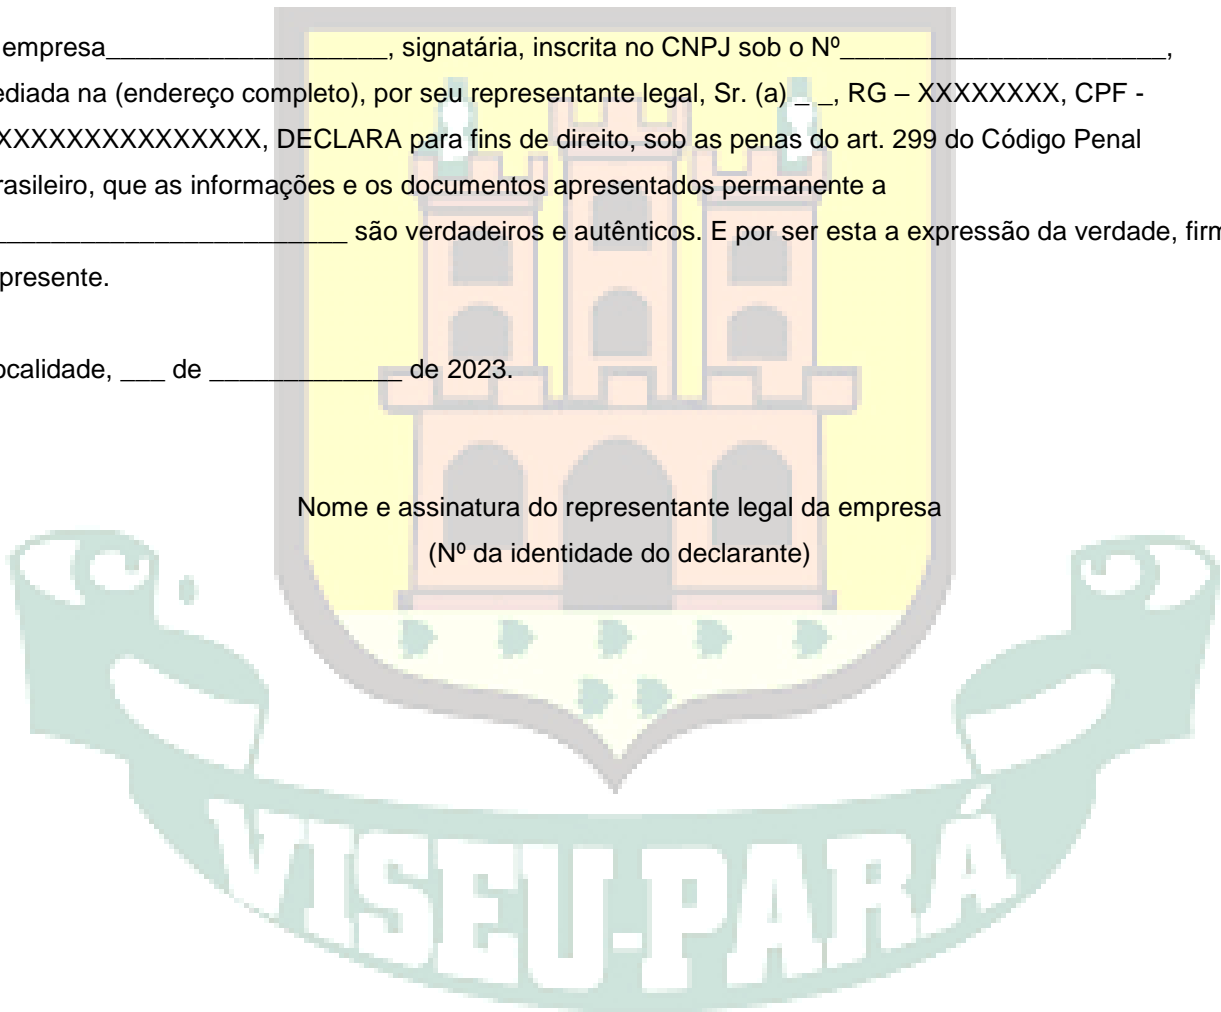 empresa___________________, signatária, inscrita no CNPJ sob o Nº______________________,
ediada na (endereço completo), por seu representante legal, Sr. (a) _ _, RG – XXXXXXXX, CPF -
XXXXXXXXXXXXXXX, DECLARA para fins de direito, sob as penas do art. 299 do Código Penal
rasileiro, que as informações e os documentos apresentados permanente a
________________________ são verdadeiros e autênticos. E por ser esta a expressão da verdade, firm
presente.
ocalidade, ___ de _____________ de 2023.
Nome e assinatura do representante legal da empresa
(Nº da identidade do declarante)
VISEU-PARÁ